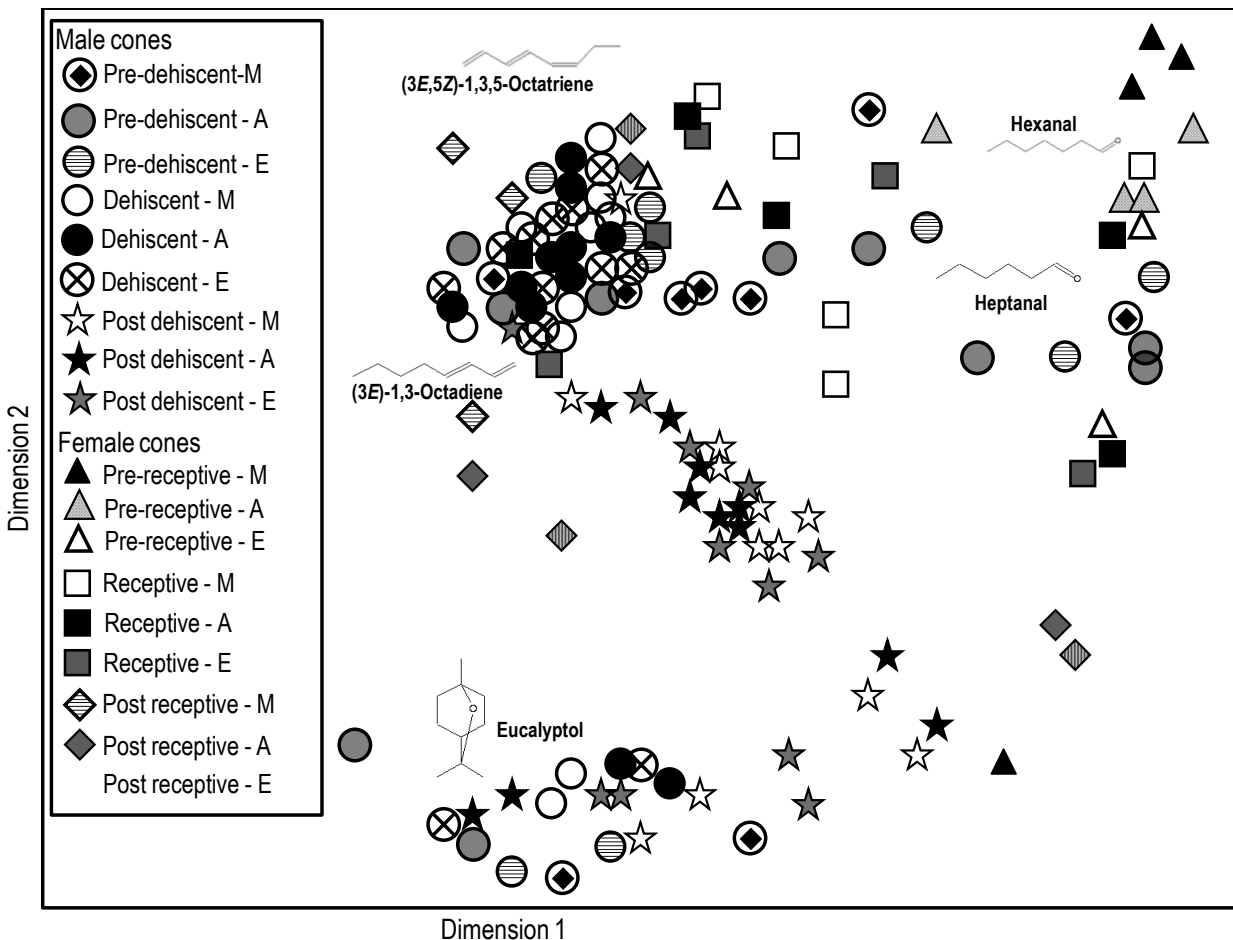 Male cones
Pre-dehiscent-M
Pre-dehiscent - A
Pre-dehiscent - E
Dehiscent - M
Dehiscent - A
Dehiscent - E
Post dehiscent - M
Post dehiscent - A
Post dehiscent - E
Female cones
Pre-receptive - M
Pre-receptive - A
Pre-receptive - E
Receptive - M
Receptive - A
Receptive - E
Post receptive - M
Post receptive - A
Post receptive - E
(3E,5Z)-1,3,5-Octatriene
Hexanal
Heptanal
(3E)-1,3-Octadiene
Eucalyptol
Dimension 2
Dimension 1